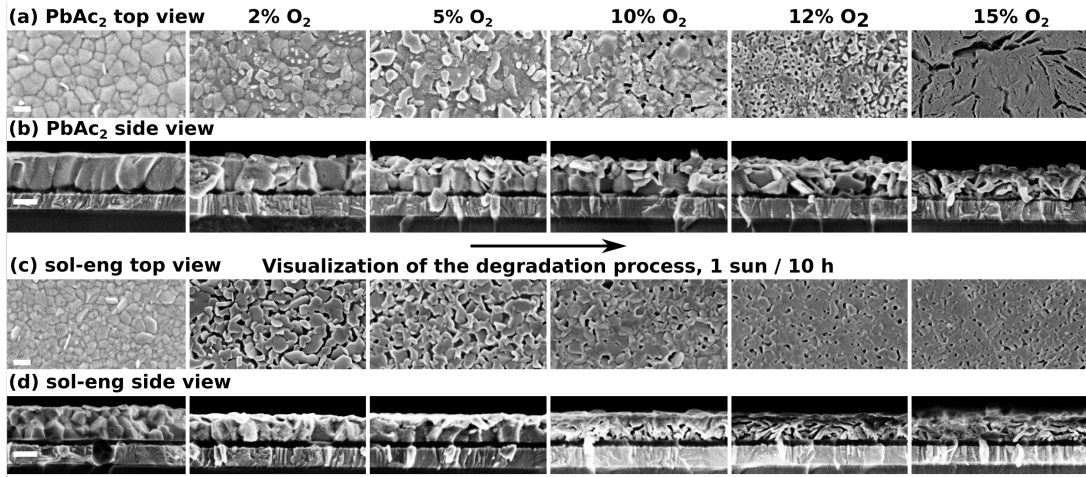 (a) PbAc₂ top view 2% O₂ 5% O₂ 10% O₂ 12% O2 15% O₂
(b) PbAc₂ side view
(c) sol-eng top view Visualization of the degradation process, 1 sun / 10 h
(d) sol-eng side view